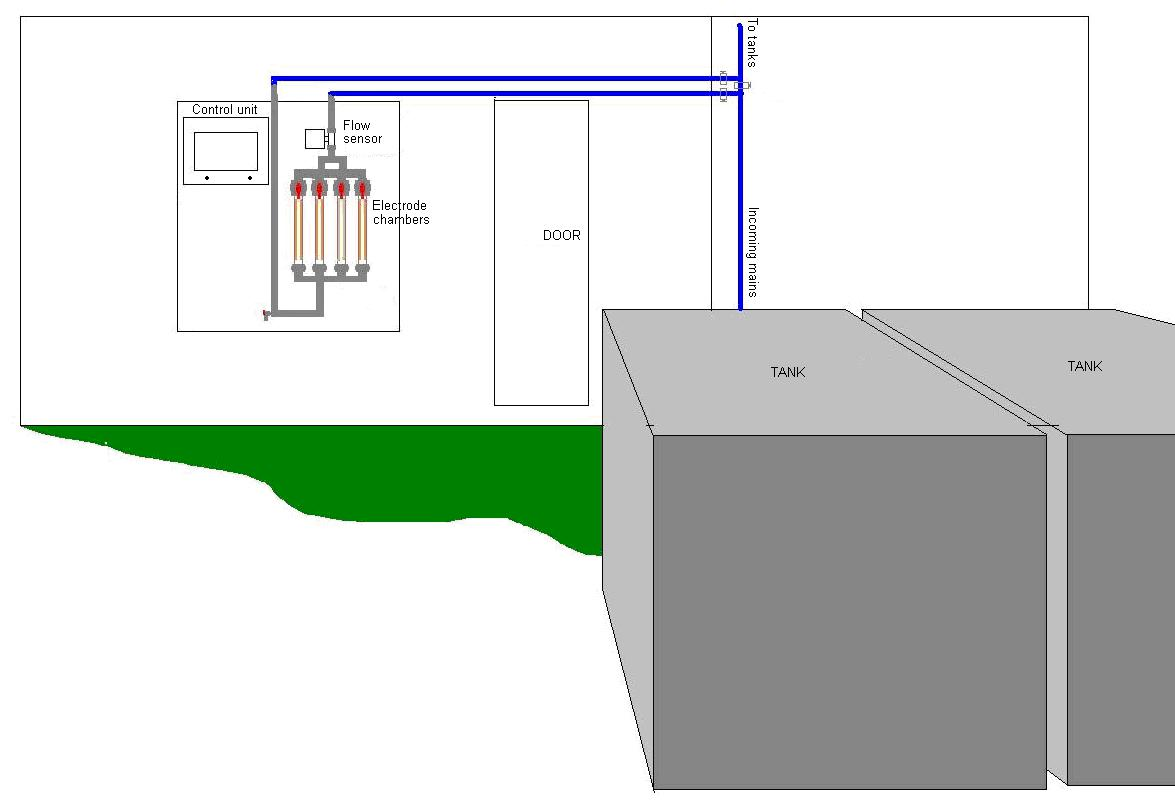 To tanks
Control unit
Flow
sensor
Electrode
chambers
DOOR
Incoming mains
TANK
TANK